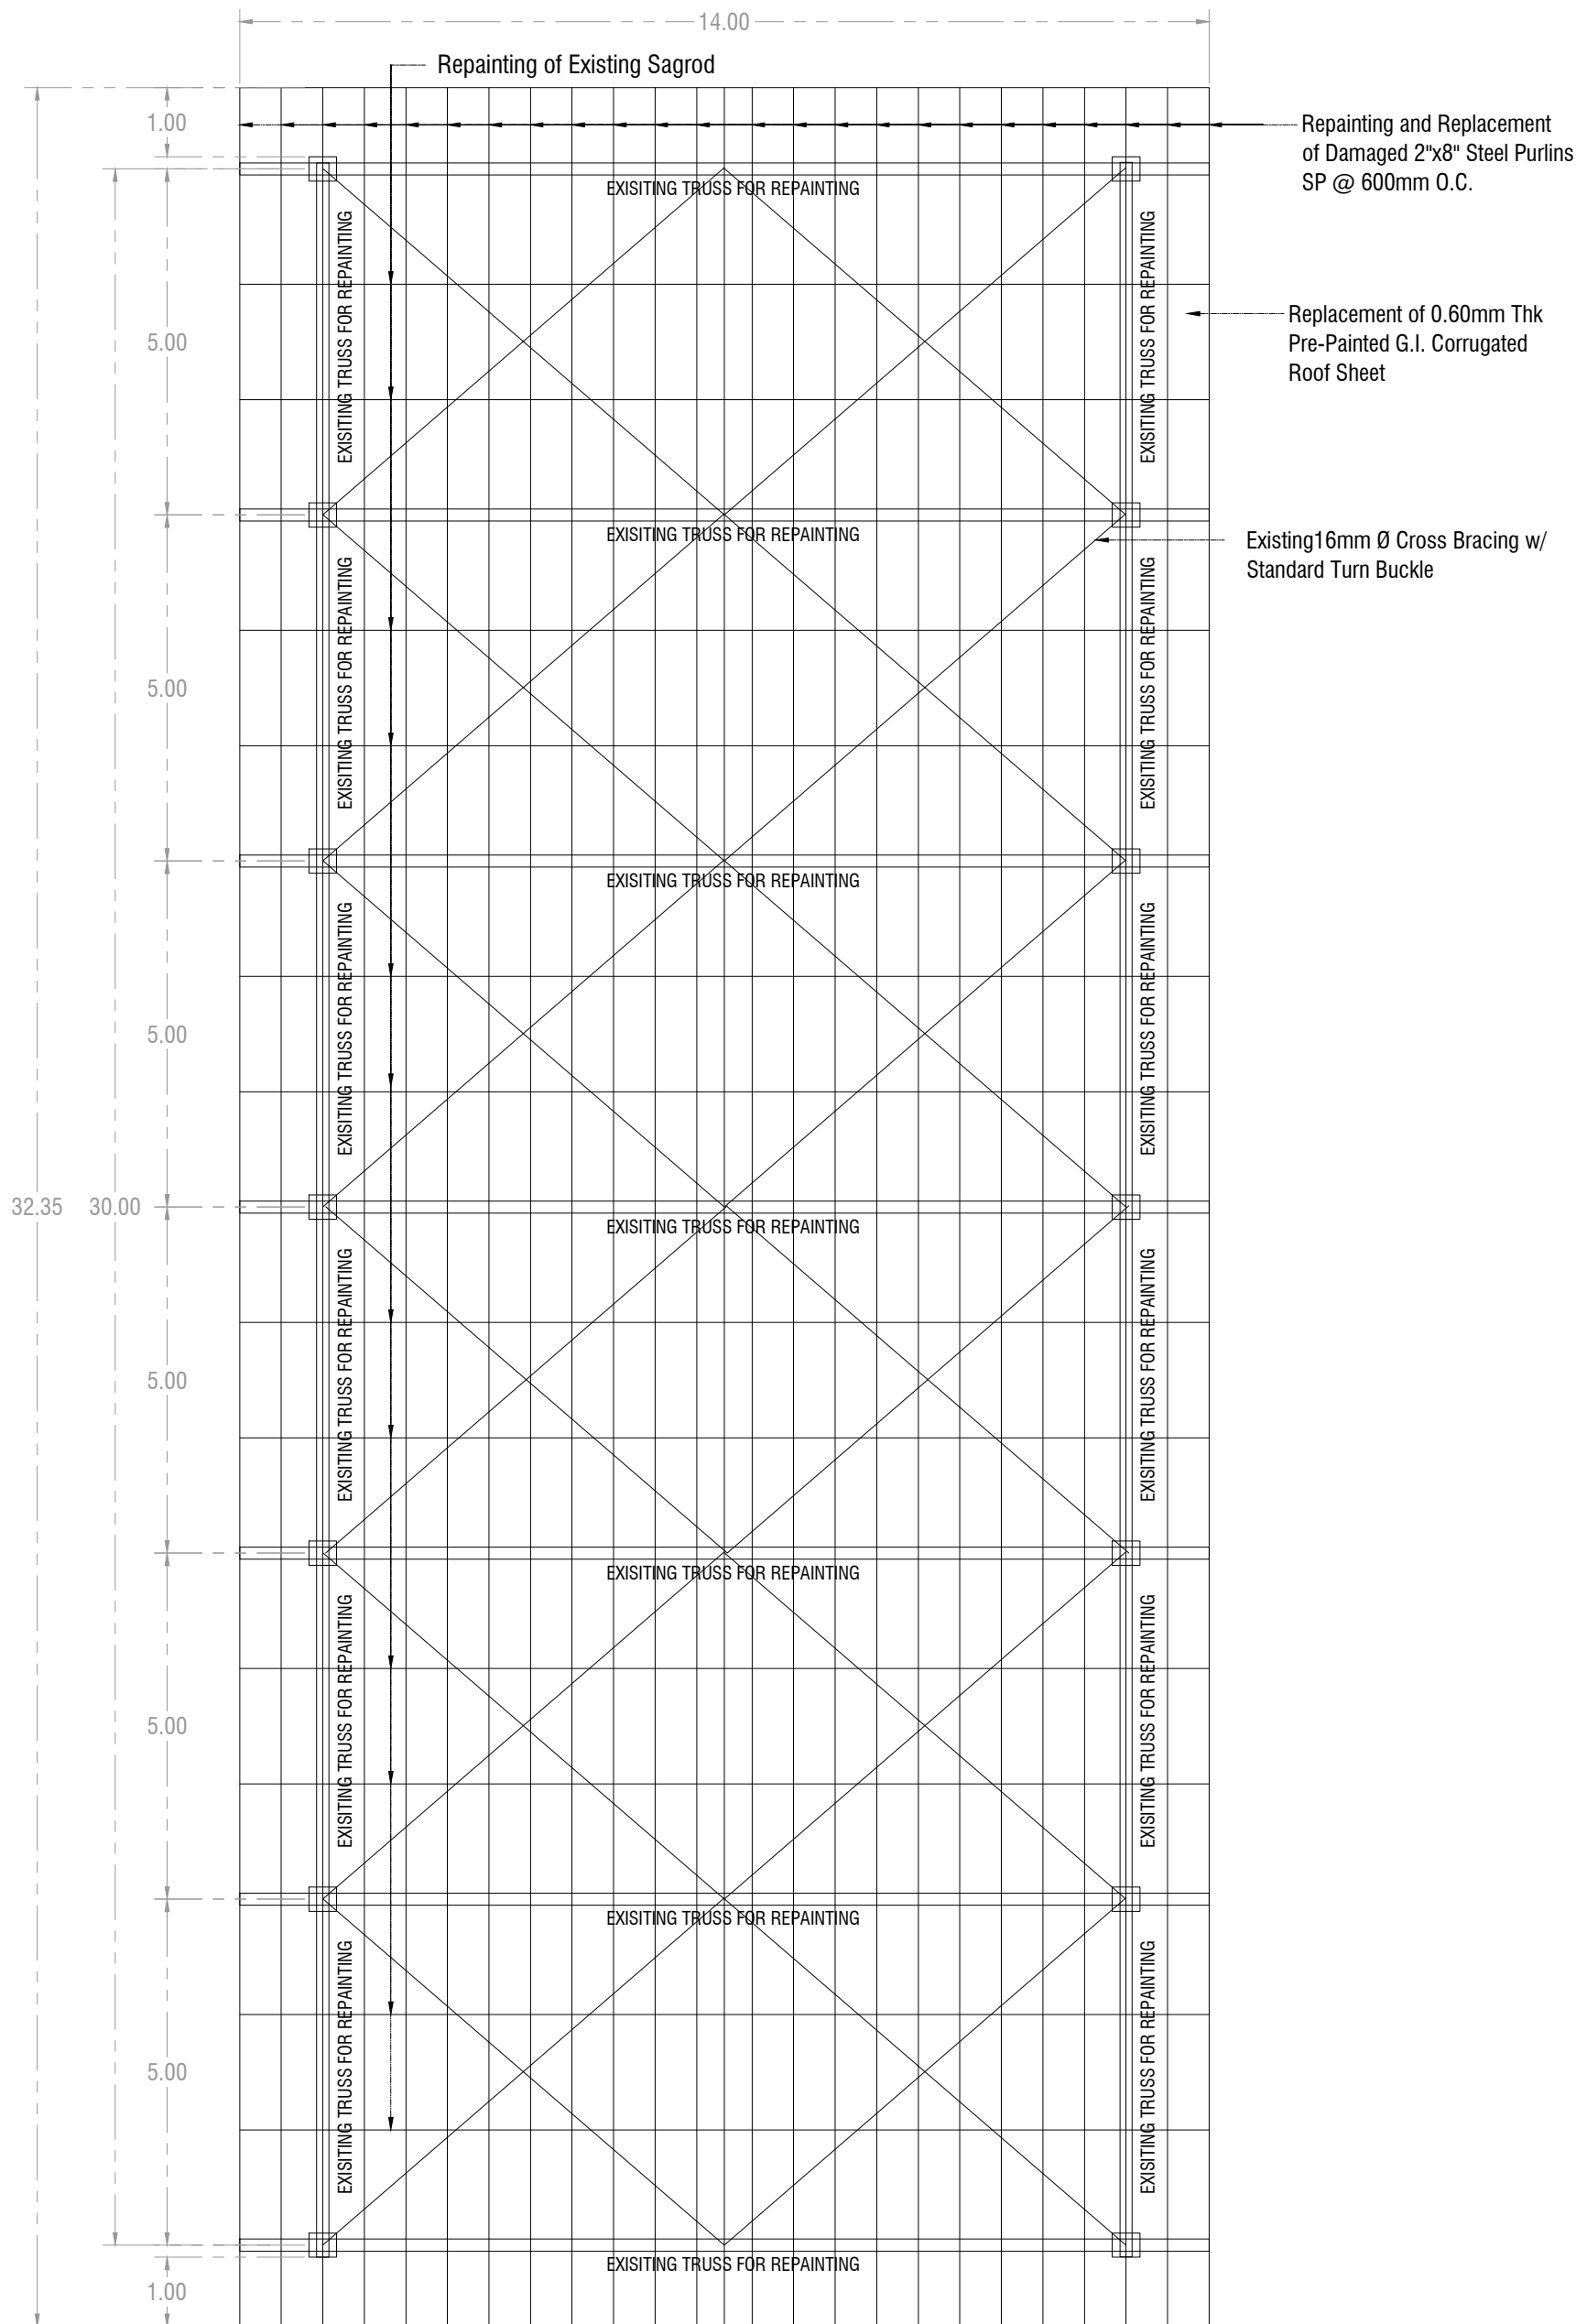 14.00
Repainting of Existing Sagrod
1.00
Repainting and Replacement
of Damaged 2"x8" Steel Purlins
SP @ 600mm O.C.
EXISITING TRUSS FOR REPAINTING
EXISITING TRUSS FOR REPAINTING
EXISITING TRUSS FOR REPAINTING
5.00
Replacement of 0.60mm Thk
Pre-Painted G.I. Corrugated
Roof Sheet
EXISITING TRUSS FOR REPAINTING
Existing16mm Ø Cross Bracing w/
Standard Turn Buckle
EXISITING TRUSS FOR REPAINTING
EXISITING TRUSS FOR REPAINTING
5.00
EXISITING TRUSS FOR REPAINTING
EXISITING TRUSS FOR REPAINTING
EXISITING TRUSS FOR REPAINTING
5.00
32.35
30.00
EXISITING TRUSS FOR REPAINTING
EXISITING TRUSS FOR REPAINTING
EXISITING TRUSS FOR REPAINTING
5.00
EXISITING TRUSS FOR REPAINTING
EXISITING TRUSS FOR REPAINTING
EXISITING TRUSS FOR REPAINTING
5.00
EXISITING TRUSS FOR REPAINTING
EXISITING TRUSS FOR REPAINTING
EXISITING TRUSS FOR REPAINTING
5.00
EXISITING TRUSS FOR REPAINTING
1.00